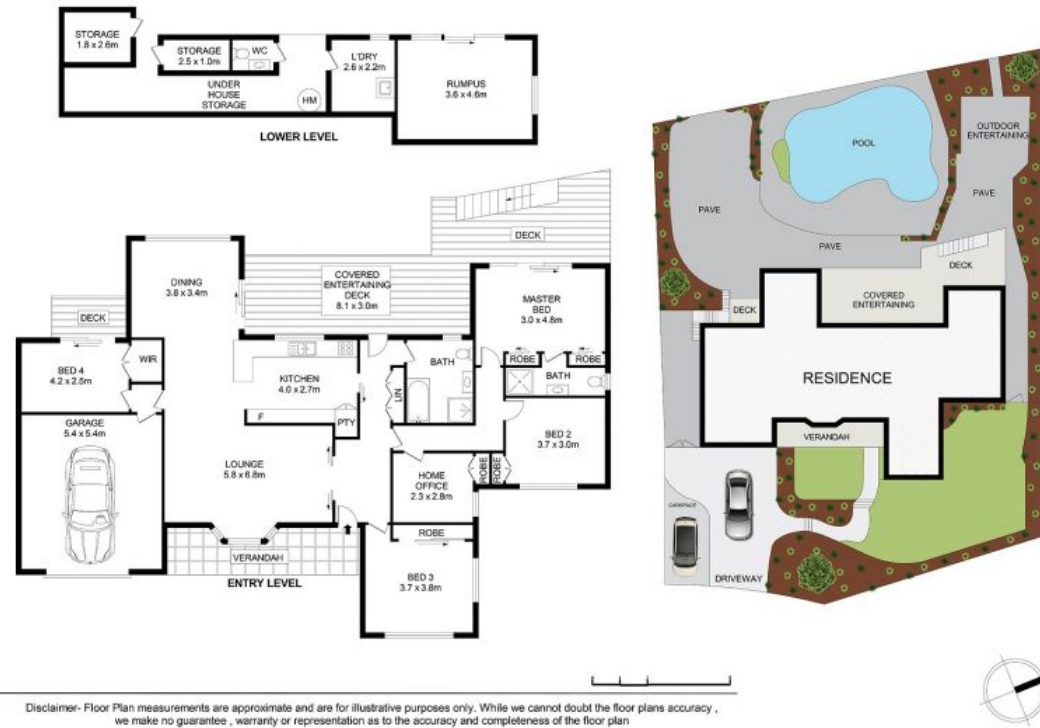 STORAGE
1.8 x 2.6m
STORAGE
2.5 x 1.0m
WC
L'DRY
2.6 x 2.2m
RUMPUS
3.6 x 4.6m
UNDER
HOUSE
STORAGE
HM
LOWER LEVEL
DECK
COVERED
ENTERTAINING
DECK
8.1 x 3.0m
DINING
3.8 x 3.4m
DECK
MASTER
BED
3.0 x 4.8m
ROBE
ROBE
BED 4
4.2 x 2.5m
WIR
KITCHEN
4.0 x 2.7m
F
PTY
LIN
BATH
BATH
BED 2
3.7 x 3.0m
GARAGE
5.4 x 5.4m
LOUNGE
5.8 x 6.8m
HOME
OFFICE
2.3 x 2.8m
ROBE
ROBE
ROBE
VERANDAH
BED 3
3.7 x 3.8m
ENTRY LEVEL
POOL
OUTDOOR
ENTERTAINING
PAVE
PAVE
PAVE
DECK
COVERED
ENTERTAINING
DECK
RESIDENCE
VERANDAH
CARSPACE
DRIVEWAY
Disclaimer- Floor Plan measurements are approximate and are for illustrative purposes only. While we cannot doubt the floor plans accuracy ,
we make no guarantee , warranty or representation as to the accuracy and completeness of the floor plan